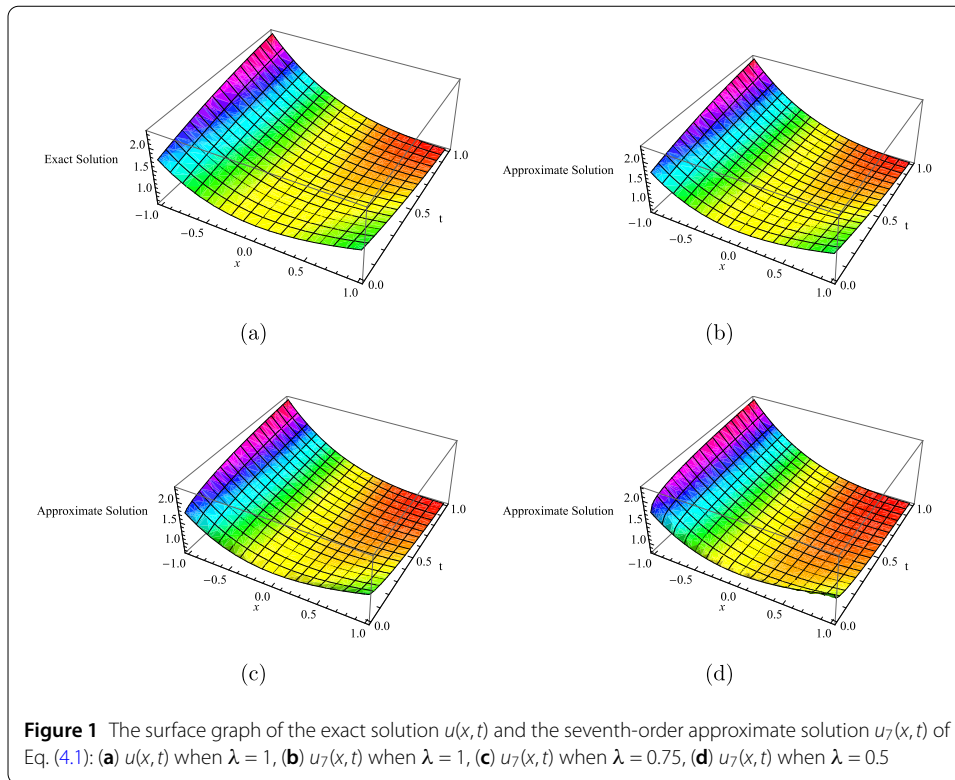 2.0
Exact Solution
1.5
1.0
−1.0
−0.5
0.0
x
0.5
1.0
0.0
0.5
t
1.0
(a)
2.0
Approximate Solution
1.5
1.0
−1.0
−0.5
0.0
x
0.5
1.0
0.0
0.5
t
1.0
(b)
2.0
Approximate Solution
1.5
1.0
−1.0
−0.5
0.0
x
0.5
1.0
0.0
0.5
t
1.0
(c)
2.0
Approximate Solution
1.5
1.0
−1.0
−0.5
0.0
x
0.5
1.0
0.0
0.5
t
1.0
(d)
Figure 1 The surface graph of the exact solution u(x, t) and the seventh-order approximate solution u₇(x, t) of
Eq. (4.1): (a) u(x, t) when λ = 1, (b) u₇(x, t) when λ = 1, (c) u₇(x, t) when λ = 0.75, (d) u₇(x, t) when λ = 0.5